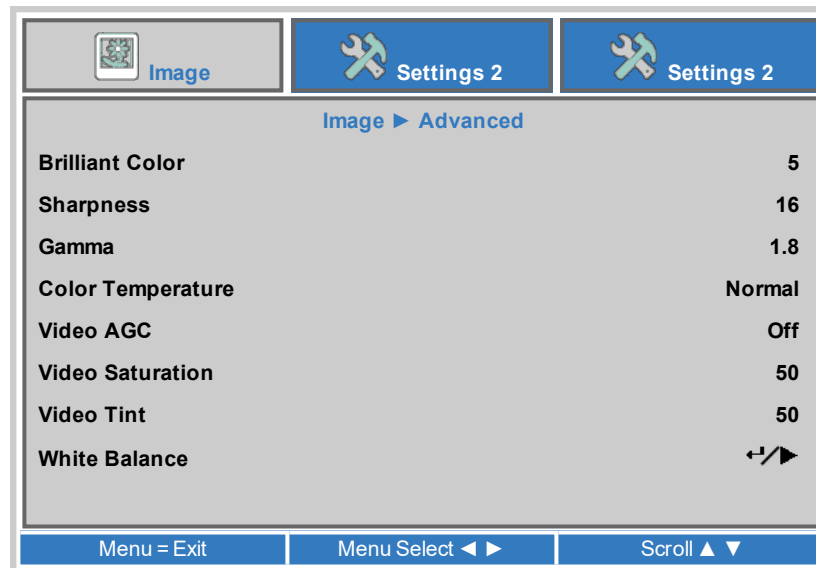 Image Settings 2 Settings 2
Image ► Advanced
Brilliant Color 5
Sharpness 16
Gamma 1.8
Color Temperature Normal
Video AGC Off
Video Saturation 50
Video Tint 50
White Balance ↵/►
Menu = Exit Menu Select ◄ ► Scroll ▲ ▼